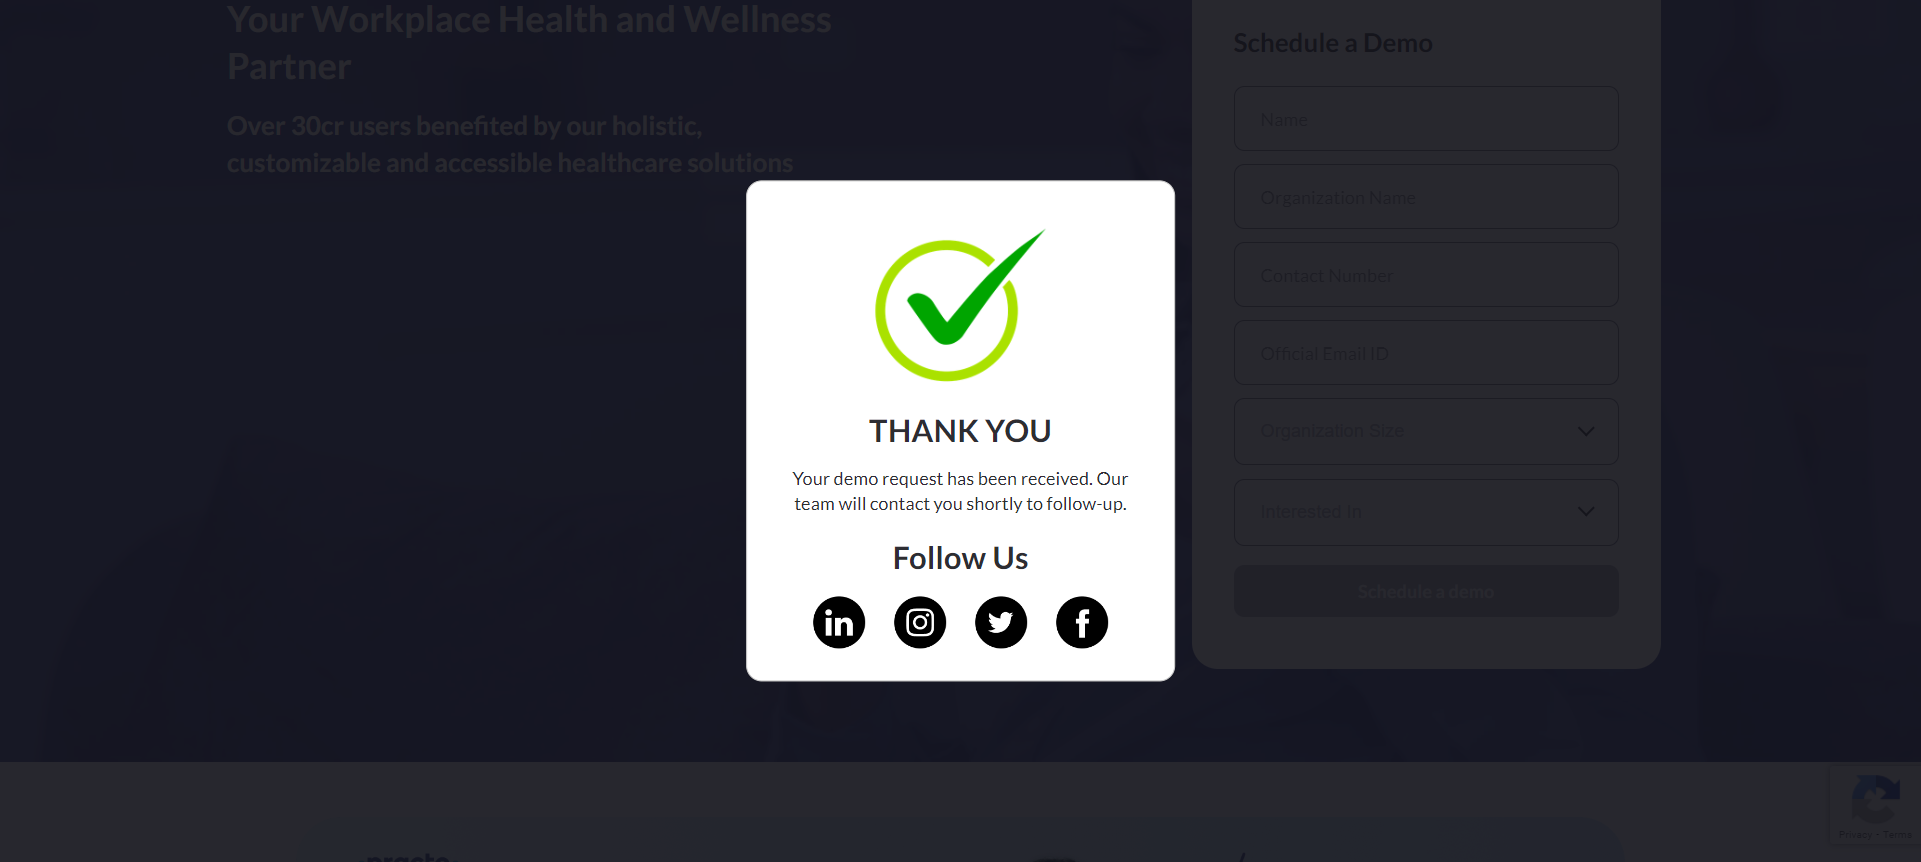 Your Workplace Health and Wellness
Partner
Over 30cr users benefited by our holistic,
customizable and accessible healthcare solutions
Schedule a Demo
Name
Organization Name
Contact Number
Official Email ID
Organization Size
Interested In
Schedule a demo
THANK YOU
Your demo request has been received. Our
team will contact you shortly to follow-up.
Follow Us
Privacy - Terms